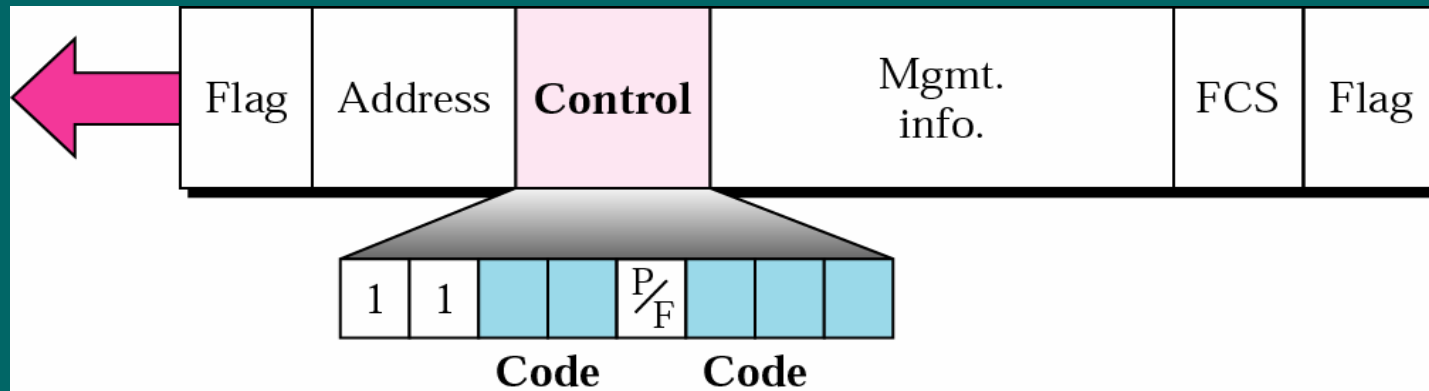 Flag Address Control Mgmt. info. FCS Flag
1 1 P/F
Code Code